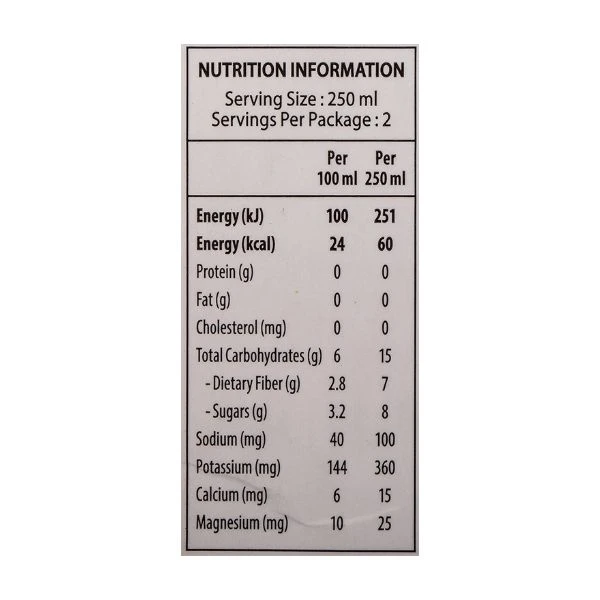 NUTRITION INFORMATION
Serving Size : 250 ml
Servings Per Package : 2
Per Per
100 ml 250 ml
Energy (kJ) 100 251
Energy (kcal) 24 60
Protein (g) 0 0
Fat (g) 0 0
Cholesterol (mg) 0 0
Total Carbohydrates (g) 6 15
- Dietary Fiber (g) 2.8 7
- Sugars (g) 3.2 8
Sodium (mg) 40 100
Potassium (mg) 144 360
Calcium (mg) 6 15
Magnesium (mg) 10 25